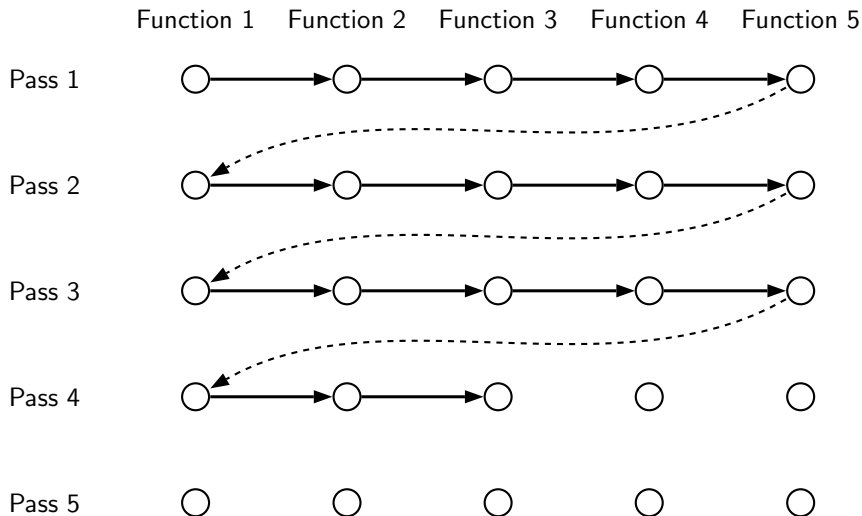 Function 1 Function 2 Function 3 Function 4 Function 5
Pass 1
Pass 2
Pass 3
Pass 4
Pass 5